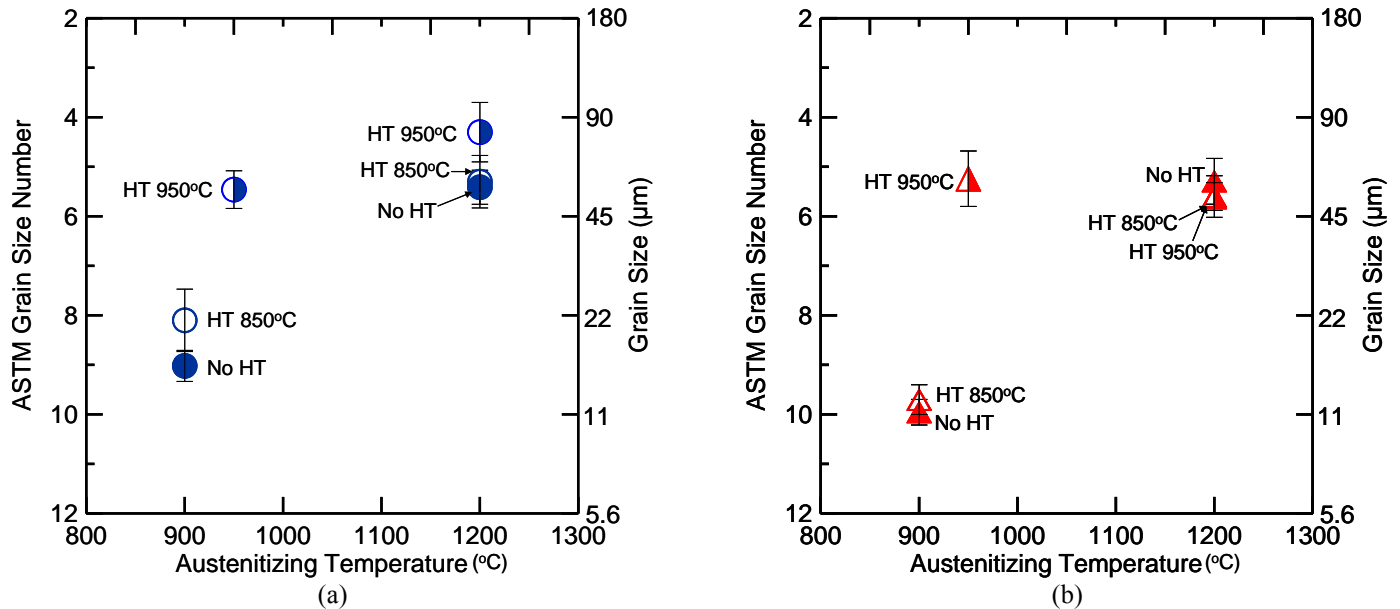 2
4
6
8
10
12
ASTM Grain Size Number
180
90
45
22
11
5.6
Grain Size (µm)
HT 950ºC
HT 850ºC
No HT
HT 950ºC
HT 850ºC
No HT
800
900
1000
1100
1200
1300
Austenitizing Temperature (ºC)
(a)
2
4
6
8
10
12
ASTM Grain Size Number
180
90
45
22
11
5.6
Grain Size (µm)
HT 950ºC
No HT
HT 850ºC
HT 950ºC
HT 850ºC
No HT
800
900
1000
1100
1200
1300
Austenitizing Temperature (ºC)
(b)